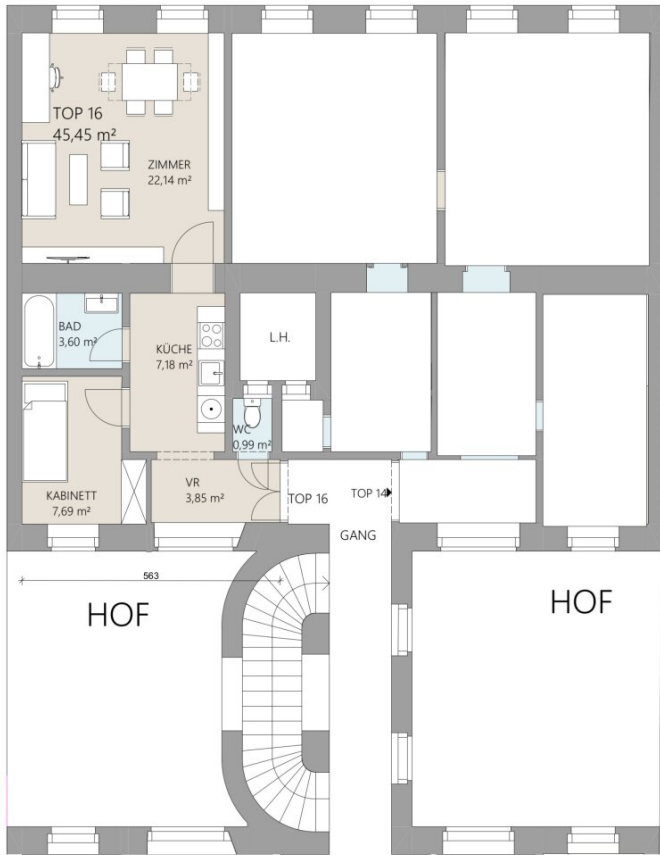 TOP 16
45,45 m²
ZIMMER
22,14 m²
BAD
3,60 m²
KÜCHE
7,18 m²
L.H.
WC
0,99 m²
KABINETT
7,69 m²
VR
3,85 m²
TOP 16
TOP 14
GANG
563
HOF
HOF